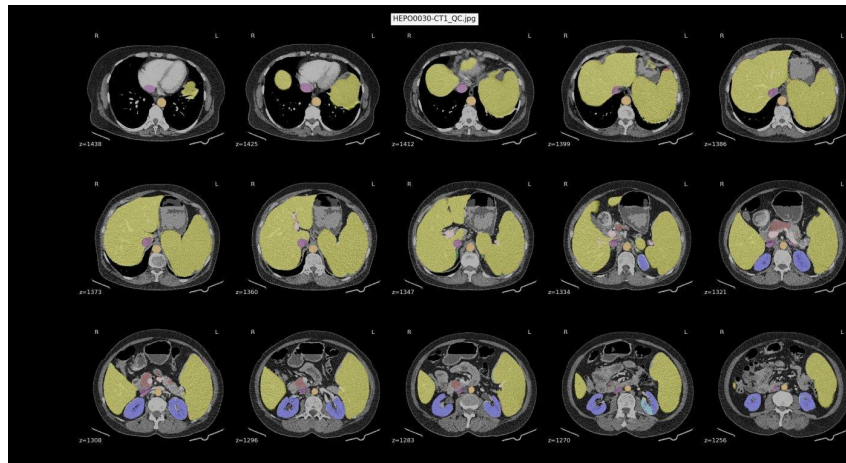 HEPO0030-CT1_QC.jpg
R L R L R L R L R L
z=1438 z=1425 z=1412 z=1399 z=1386
R L R L R L R L R L
z=1373 z=1360 z=1347 z=1334 z=1321
R L R L R L R L R L
z=1308 z=1296 z=1283 z=1270 z=1256